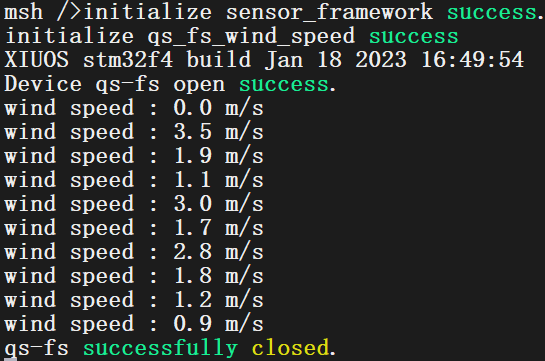 msh />initialize sensor_framework success.
initialize qs_fs_wind_speed success
XIUOS stm32f4 build Jan 18 2023 16:49:54
Device qs-fs open success.
wind speed : 0.0 m/s
wind speed : 3.5 m/s
wind speed : 1.9 m/s
wind speed : 1.1 m/s
wind speed : 3.0 m/s
wind speed : 1.7 m/s
wind speed : 2.8 m/s
wind speed : 1.8 m/s
wind speed : 1.2 m/s
wind speed : 0.9 m/s
qs-fs successfully closed.